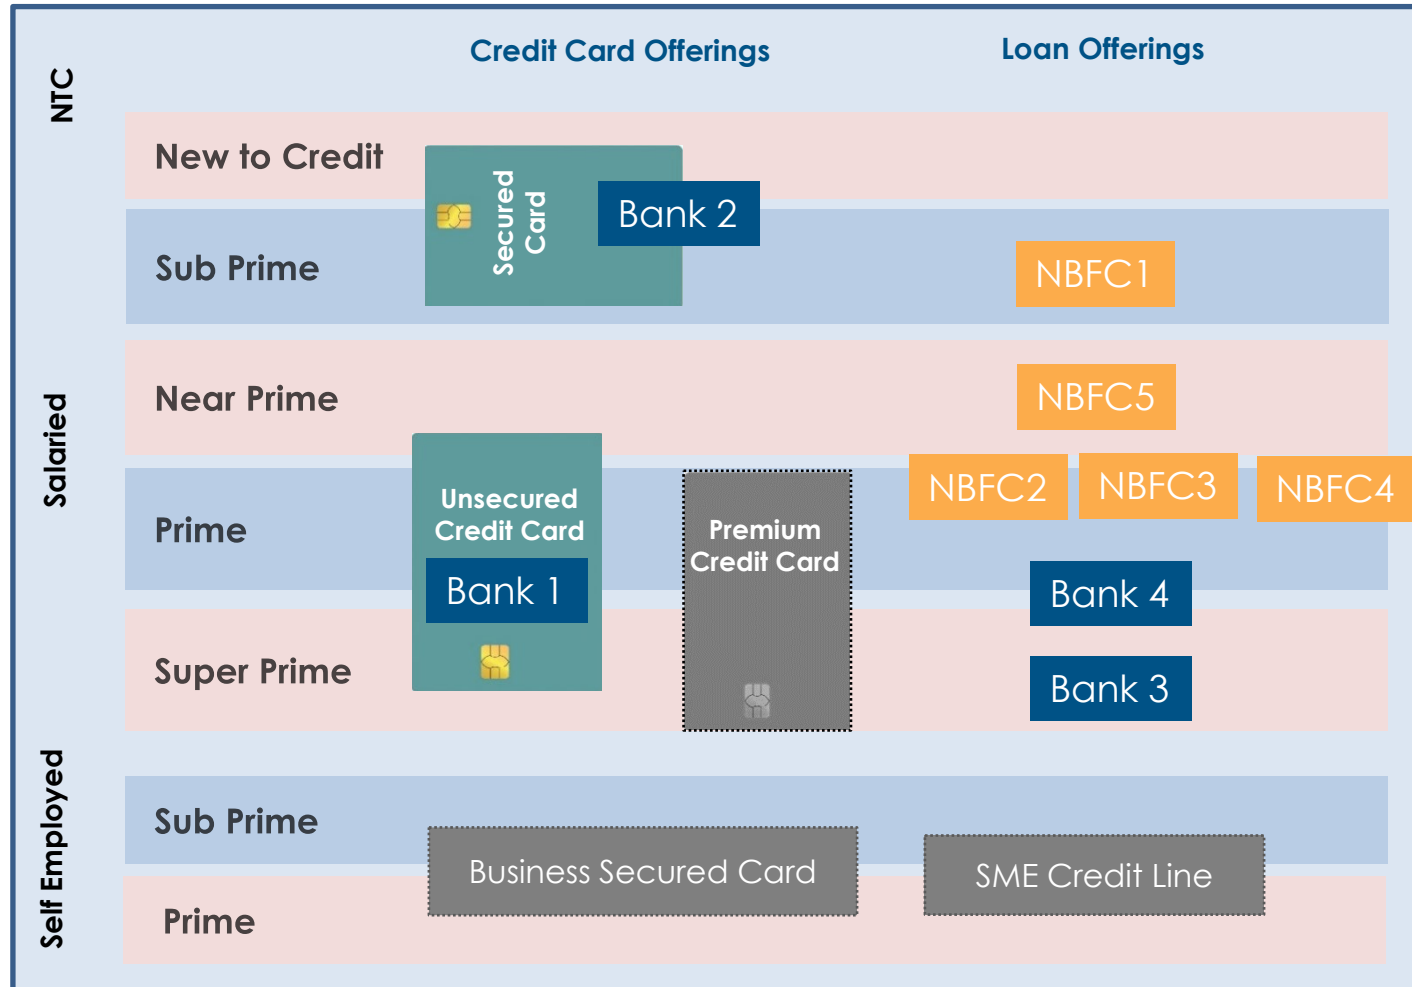 Credit Card Offerings
Loan Offerings
NTC
New to Credit
Secured
Card
Bank 2
Sub Prime
NBFC1
Salaried
Near Prime
NBFC5
NBFC2
NBFC3
NBFC4
Unsecured
Credit Card
Prime
Premium
Credit Card
Bank 1
Bank 4
Super Prime
Bank 3
Self Employed
Sub Prime
Business Secured Card
SME Credit Line
Prime